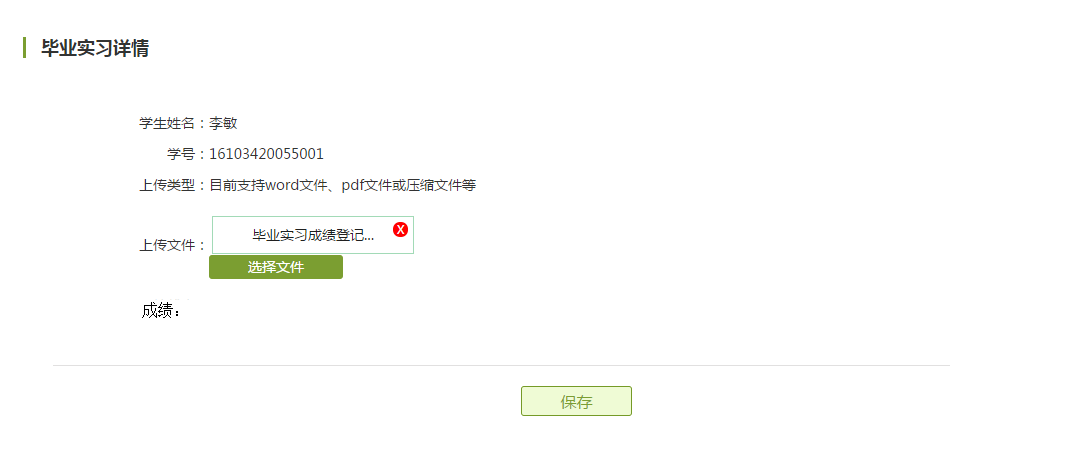 毕业实习详情
学生姓名：李敏
学号：16103420055001
上传类型：目前支持word文件、pdf文件或压缩文件等
上传文件： 毕业实习成绩登记... X
选择文件
成绩：
保存